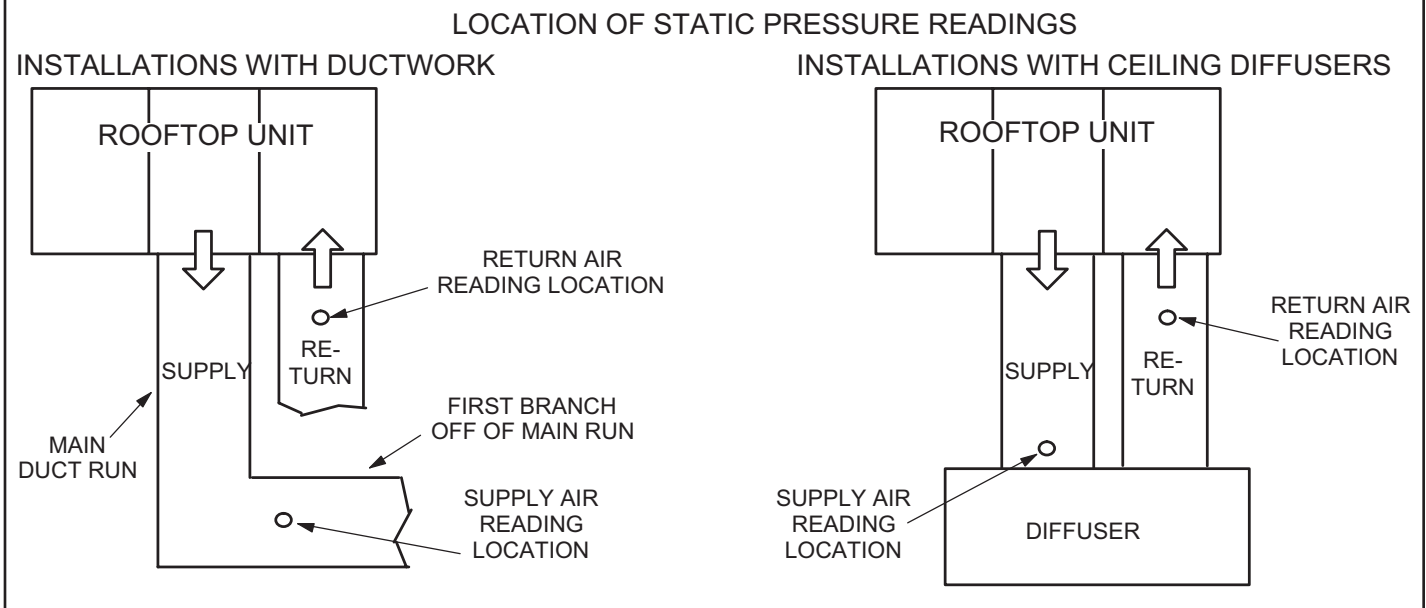 LOCATION OF STATIC PRESSURE READINGS
INSTALLATIONS WITH DUCTWORK
ROOFTOP UNIT
RETURN AIR
READING LOCATION
SUPPLY
RE-
TURN
MAIN
DUCT RUN
FIRST BRANCH
OFF OF MAIN RUN
SUPPLY AIR
READING
LOCATION
INSTALLATIONS WITH CEILING DIFFUSERS
ROOFTOP UNIT
RETURN AIR
READING
LOCATION
SUPPLY
RE-
TURN
SUPPLY AIR
READING
LOCATION
DIFFUSER